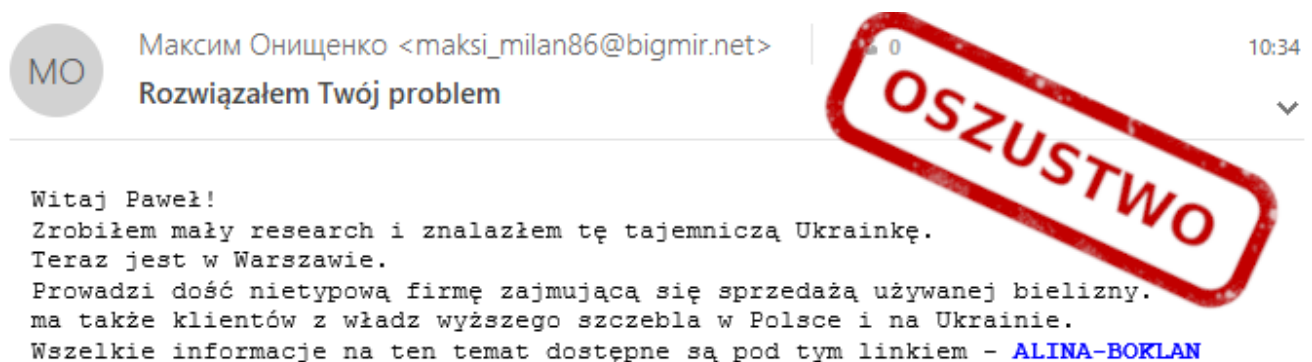 Максим Онищенко <maksi_milan86@bigmir.net>
0
10:34
MO
Rozwiązałem Twój problem
OSZUSTWO
Witaj Paweł!
Zrobiłem mały research i znalazłem tę tajemniczą Ukrainkę.
Teraz jest w Warszawie.
Prowadzi dość nietypową firmę zajmującą się sprzedażą używanej bielizny.
ma także klientów z władz wyższego szczebla w Polsce i na Ukrainie.
Wszelkie informacje na ten temat dostępne są pod tym linkiem - ALINA-BOKLAN